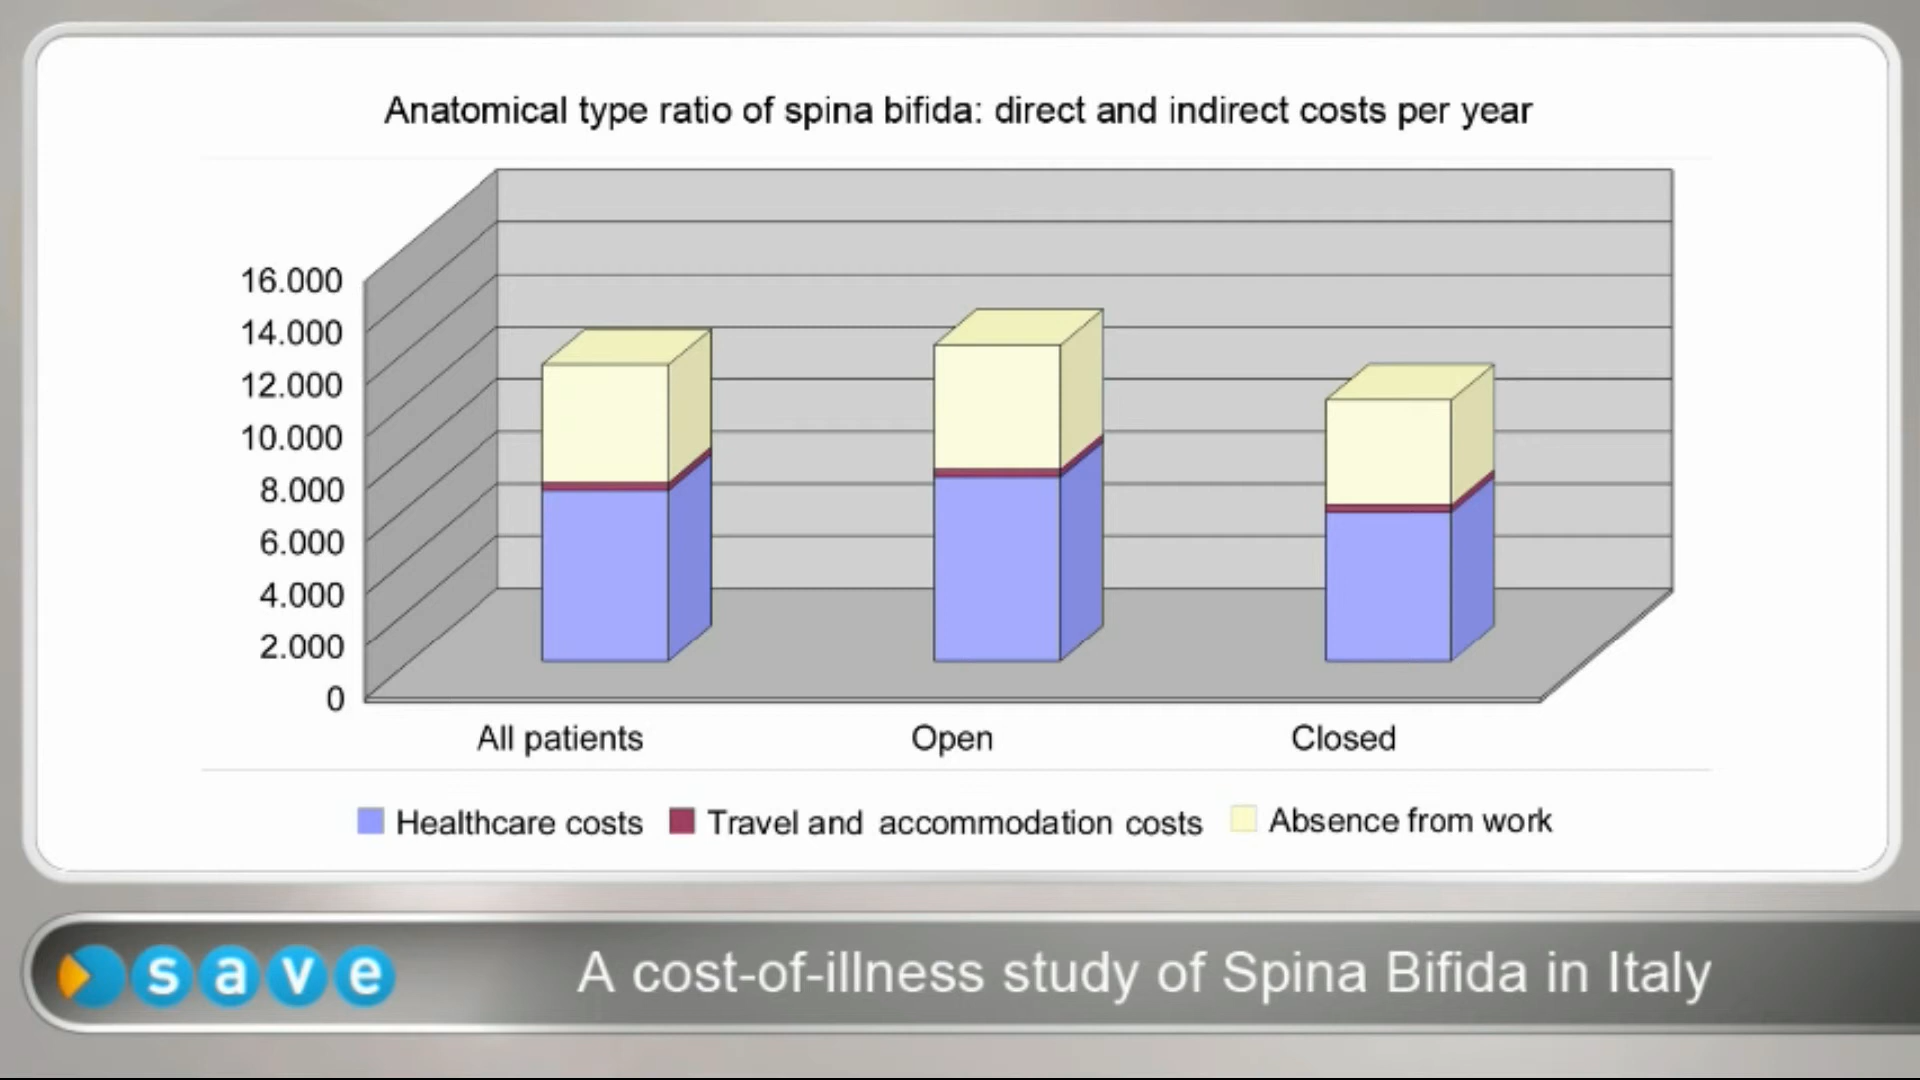 Anatomical type ratio of spina bifida: direct and indirect costs per year
16.000
14.000
12.000
10.000
8.000
6.000
4.000
2.000
0
All patients Open Closed
Healthcare costs Travel and accommodation costs Absence from work
save A cost-of-illness study of Spina Bifida in Italy